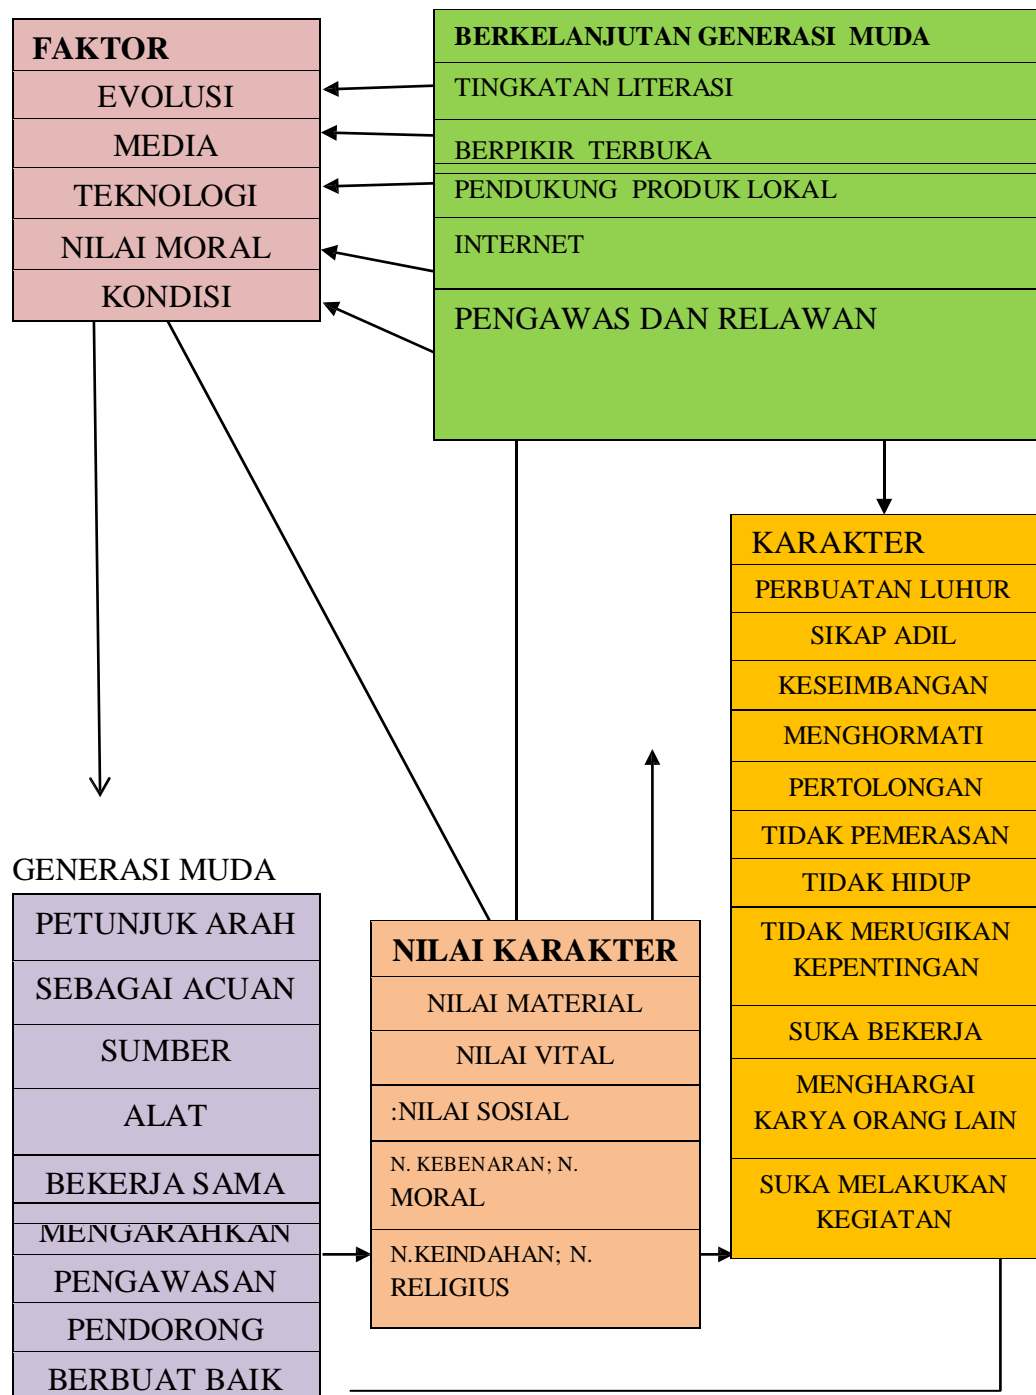 FAKTOR
EVOLUSI
MEDIA
TEKNOLOGI
NILAI MORAL
KONDISI
BERKELANJUTAN GENERASI MUDA
TINGKATAN LITERASI
BERPIKIR TERBUKA
PENDUKUNG PRODUK LOKAL
INTERNET
PENGAWAS DAN RELAWAN
KARAKTER
PERBUATAN LUHUR
SIKAP ADIL
KESEIMBANGAN
MENGHORMATI
PERTOLONGAN
TIDAK PEMERASAN
TIDAK HIDUP
TIDAK MERUGIKAN
KEPENTINGAN
SUKA BEKERJA
MENGHARGAI
KARYA ORANG LAIN
SUKA MELAKUKAN
KEGIATAN
GENERASI MUDA
PETUNJUK ARAH
SEBAGAI ACUAN
SUMBER
ALAT
BEKERJA SAMA
MENGARAHKAN
PENGAWASAN
PENDORONG
BERBUAT BAIK
NILAI KARAKTER
NILAI MATERIAL
NILAI VITAL
:NILAI SOSIAL
N. KEBENARAN; N.
MORAL
N.KEINDAHAN; N.
RELIGIUS